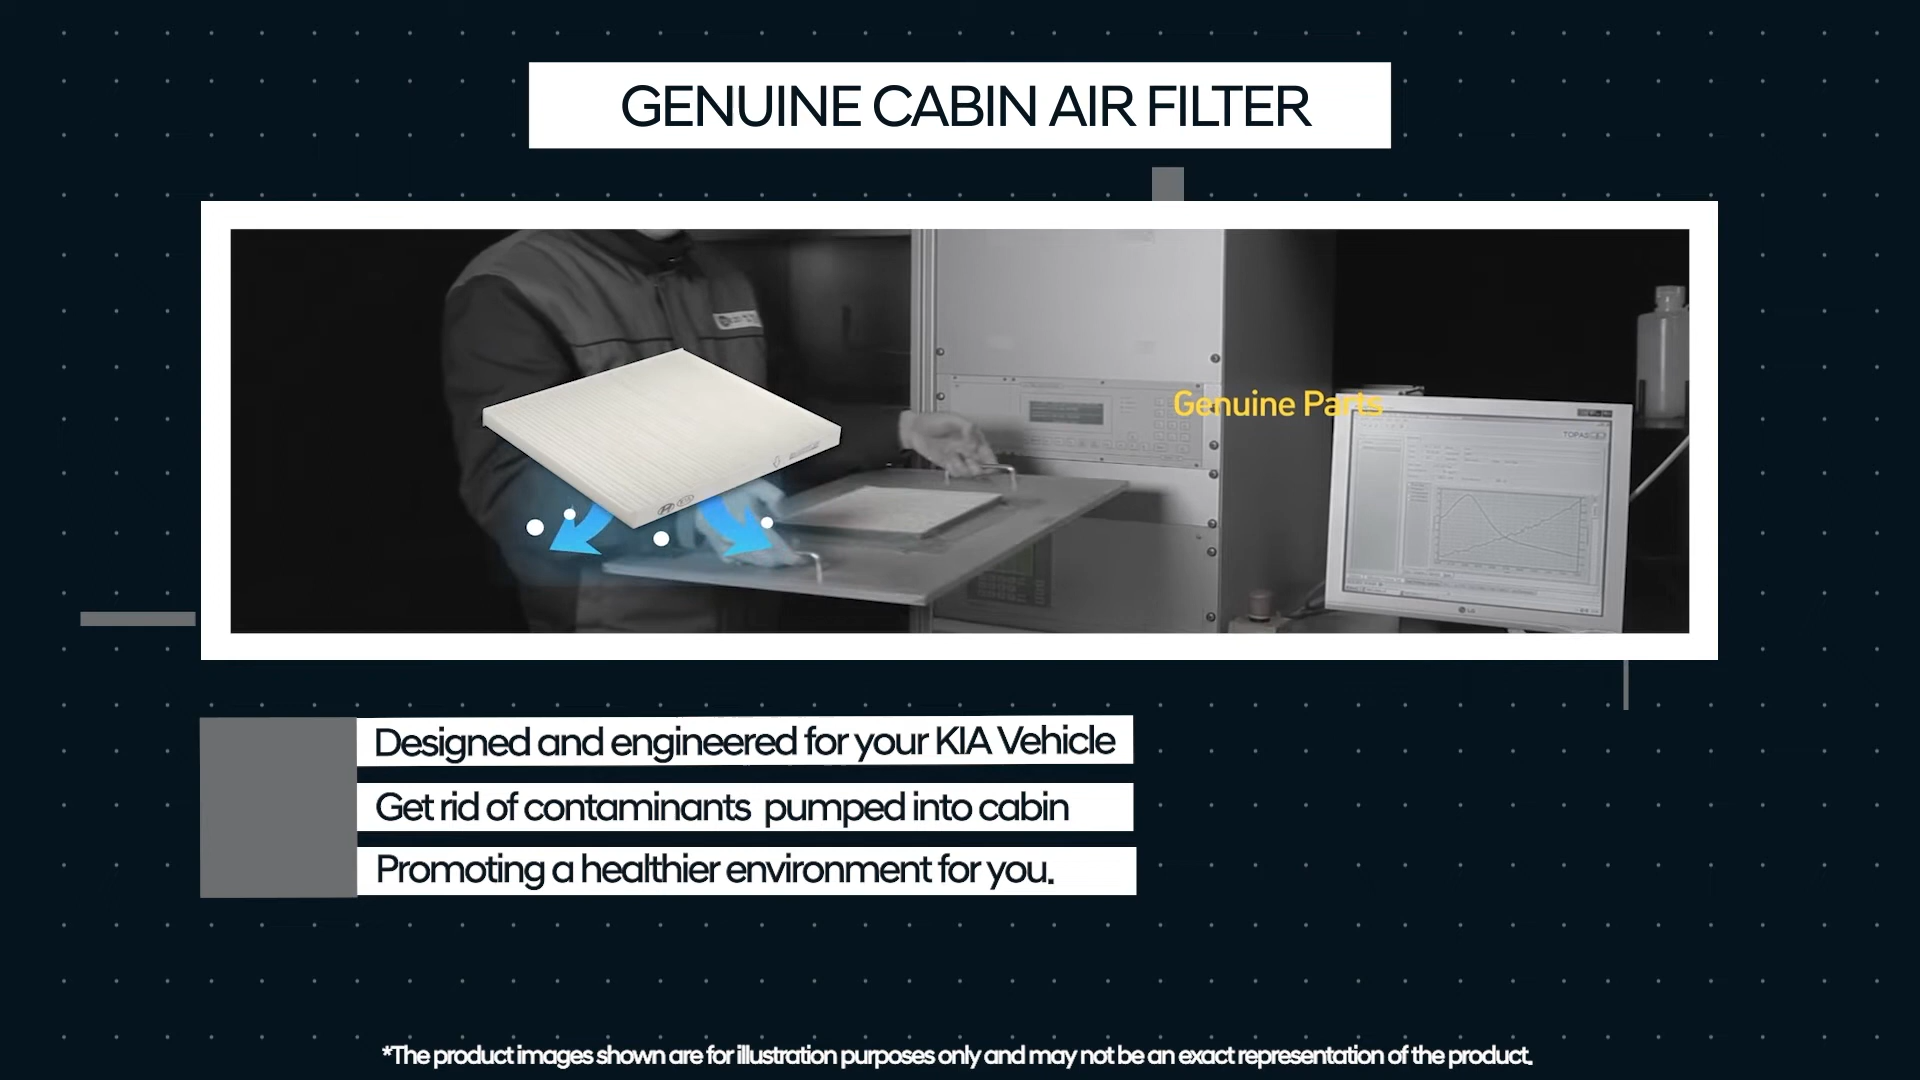 GENUINE CABIN AIR FILTER
Genuine Parts
TOPAS
LG
Designed and engineered for your KIA Vehicle
Get rid of contaminants pumped into cabin
Promoting a healthier environment for you.
*The product images shown are for illustration purposes only and may not be an exact representation of the product.